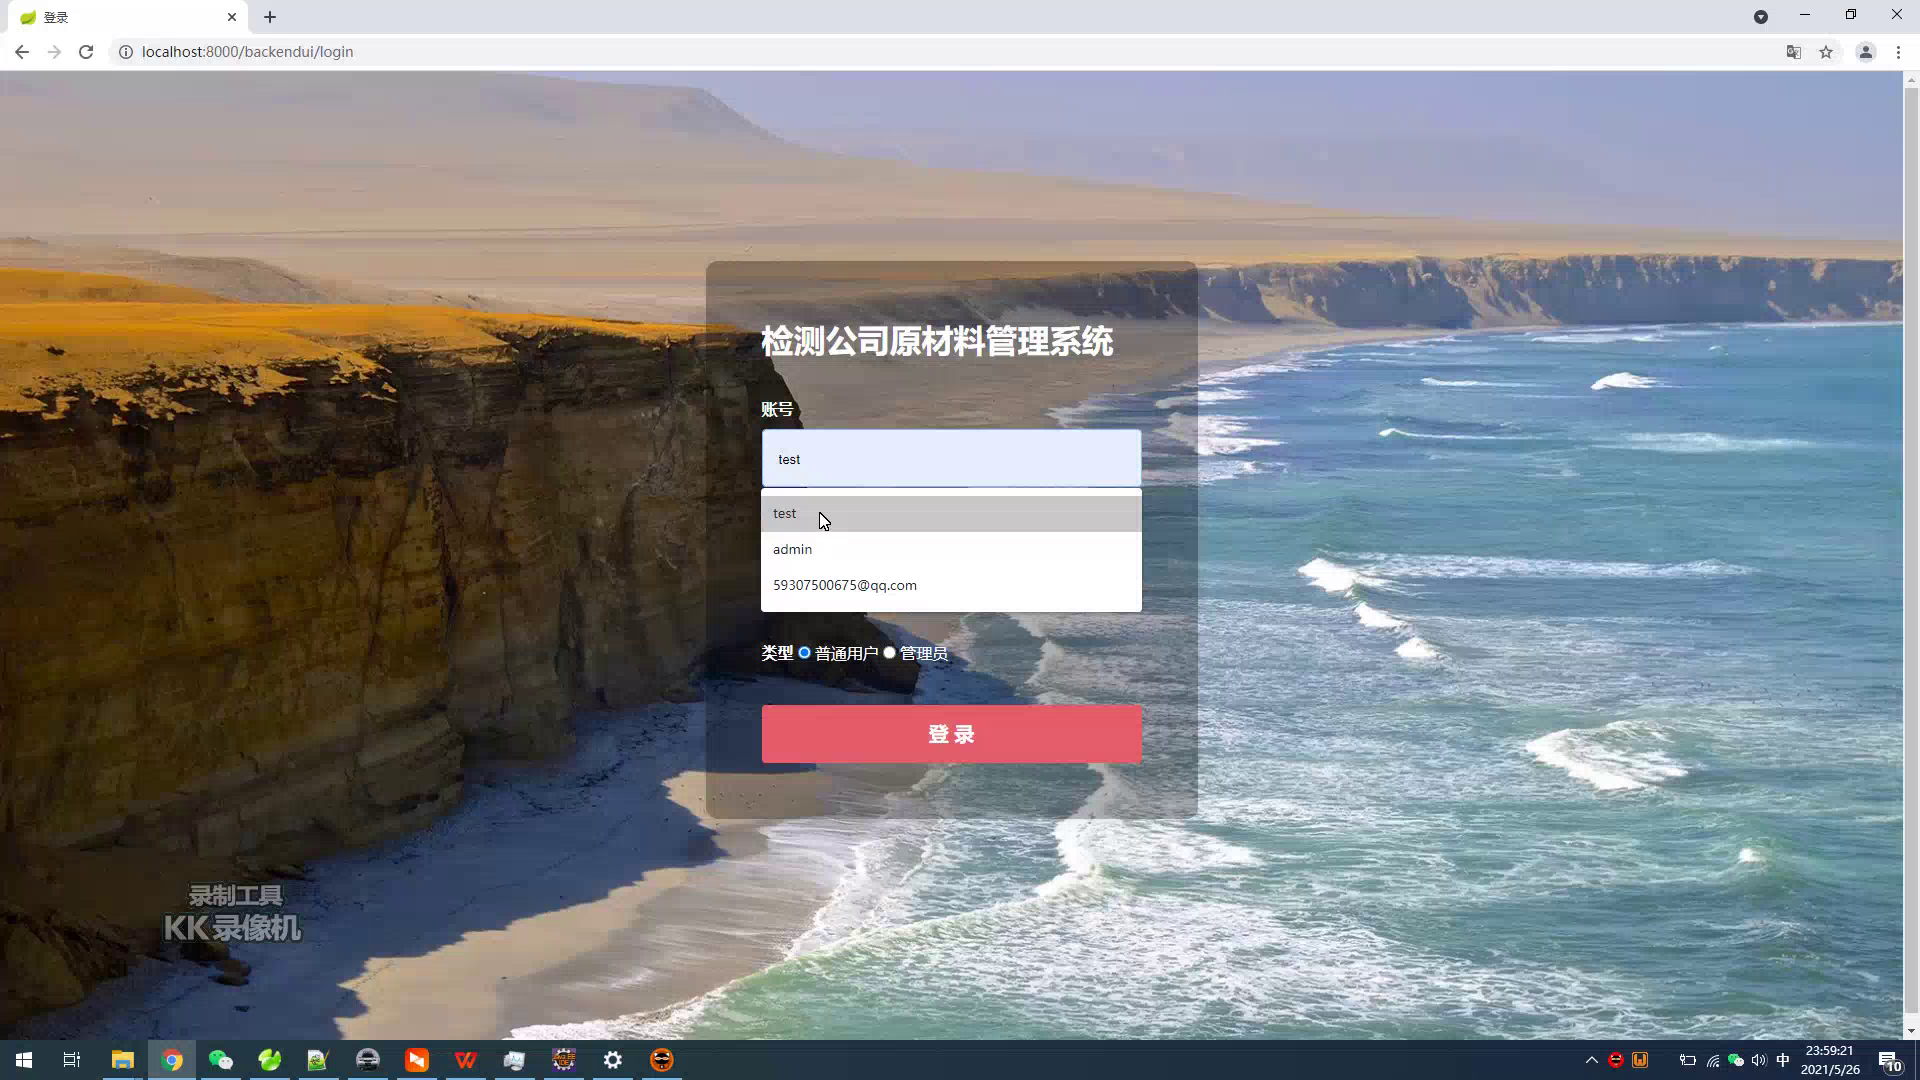 登录
localhost:8000/backendui/login
检测公司原材料管理系统
账号
test
test
admin
59307500675@qq.com
类型 普通用户 管理员
登 录
录制工具
KK 录像机
中
23:59:21
2021/5/26
10